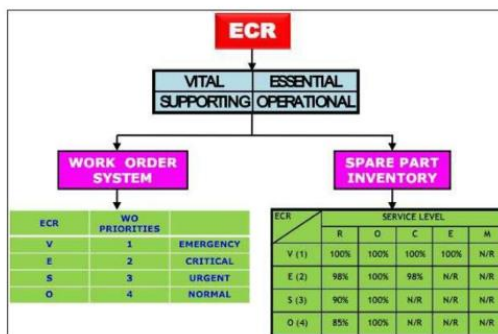 ECR
VITAL ESSENTIAL
SUPPORTING OPERATIONAL
WORK ORDER
SYSTEM
SPARE PART
INVENTORY
ECR WO
PRIORITIES
V 1 EMERGENCY
E 2 CRITICAL
S 3 URGENT
O 4 NORMAL
ECR SERVICE LEVEL
R O C E M
V (1) 100% 100% 100% 100% N/R
E (2) 98% 100% 98% N/R N/R
S (3) 90% 100% N/R N/R N/R
O (4) 85% 100% N/R N/R N/R